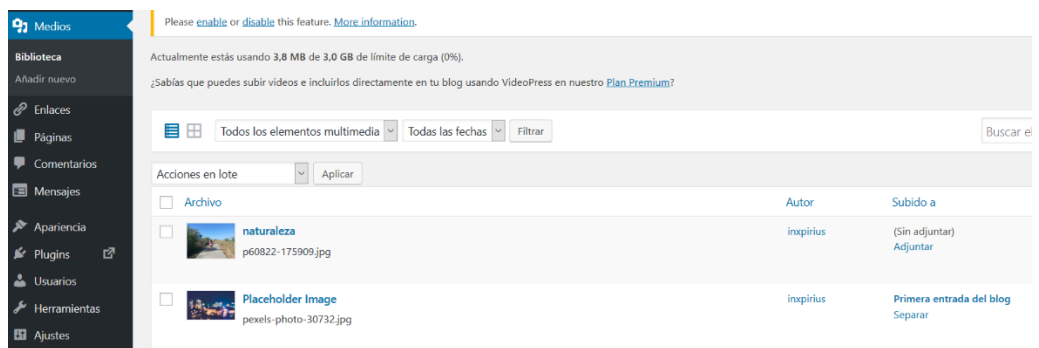 Medios
Biblioteca
Añadir nuevo
Enlaces
Páginas
Comentarios
Mensajes
Apariencia
Plugins
Usuarios
Herramientas
Ajustes
Please enable or disable this feature. More information.
Actualmente estás usando 3,8 MB de 3,0 GB de límite de carga (0%).
¿Sabías que puedes subir videos e incluirlos directamente en tu blog usando VideoPress en nuestro Plan Premium?
Todos los elementos multimedia Todas las fechas Filtrar Buscar el
Acciones en lote Aplicar
Archivo Autor Subido a
naturaleza inxpirius (Sin adjuntar)
p60822-175909.jpg Adjuntar
Placeholder Image inxpirius Primera entrada del blog
pexels-photo-30732.jpg Separar